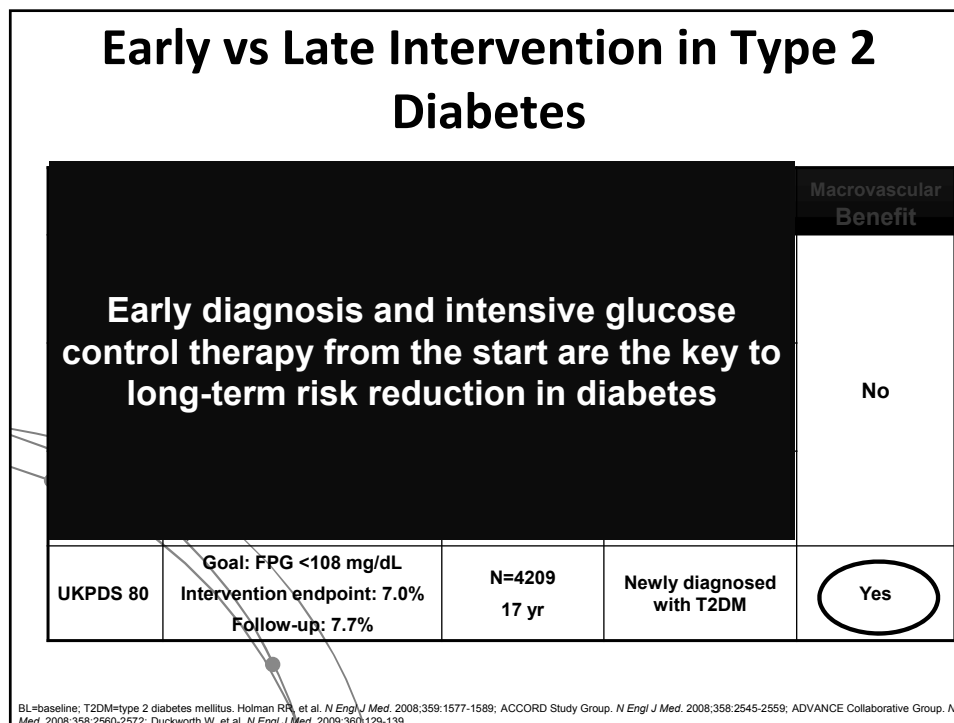 Early vs Late Intervention in Type 2
Diabetes
Macrovascular
Benefit
Early diagnosis and intensive glucose
control therapy from the start are the key to
long-term risk reduction in diabetes
No
UKPDS 80
Goal: FPG <108 mg/dL
Intervention endpoint: 7.0%
Follow-up: 7.7%
N=4209
17 yr
Newly diagnosed
with T2DM
Yes
BL=baseline; T2DM=type 2 diabetes mellitus. Holman RR, et al. N Engl J Med. 2008;359:1577-1589; ACCORD Study Group. N Engl J Med. 2008;358:2545-2559; ADVANCE Collaborative Group. N
Med. 2008;358:2560-2572; Duckworth W, et al. N Engl J Med. 2009;360:129-139.